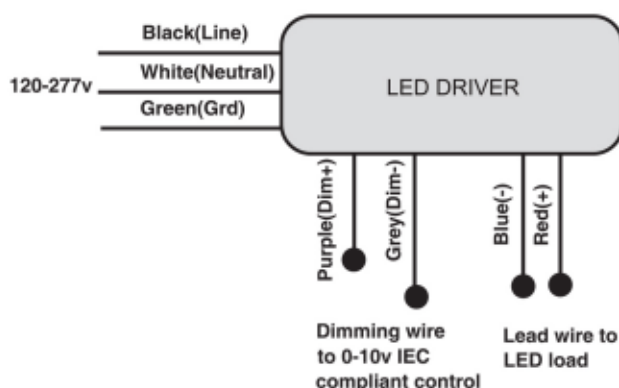 Black(Line)
120-277v
White(Neutral)
Green(Grd)
LED DRIVER
Purple(Dim+)
Grey(Dim-)
Blue(-)
Red(+)
Dimming wire
to 0-10v IEC
compliant control
Lead wire to
LED load